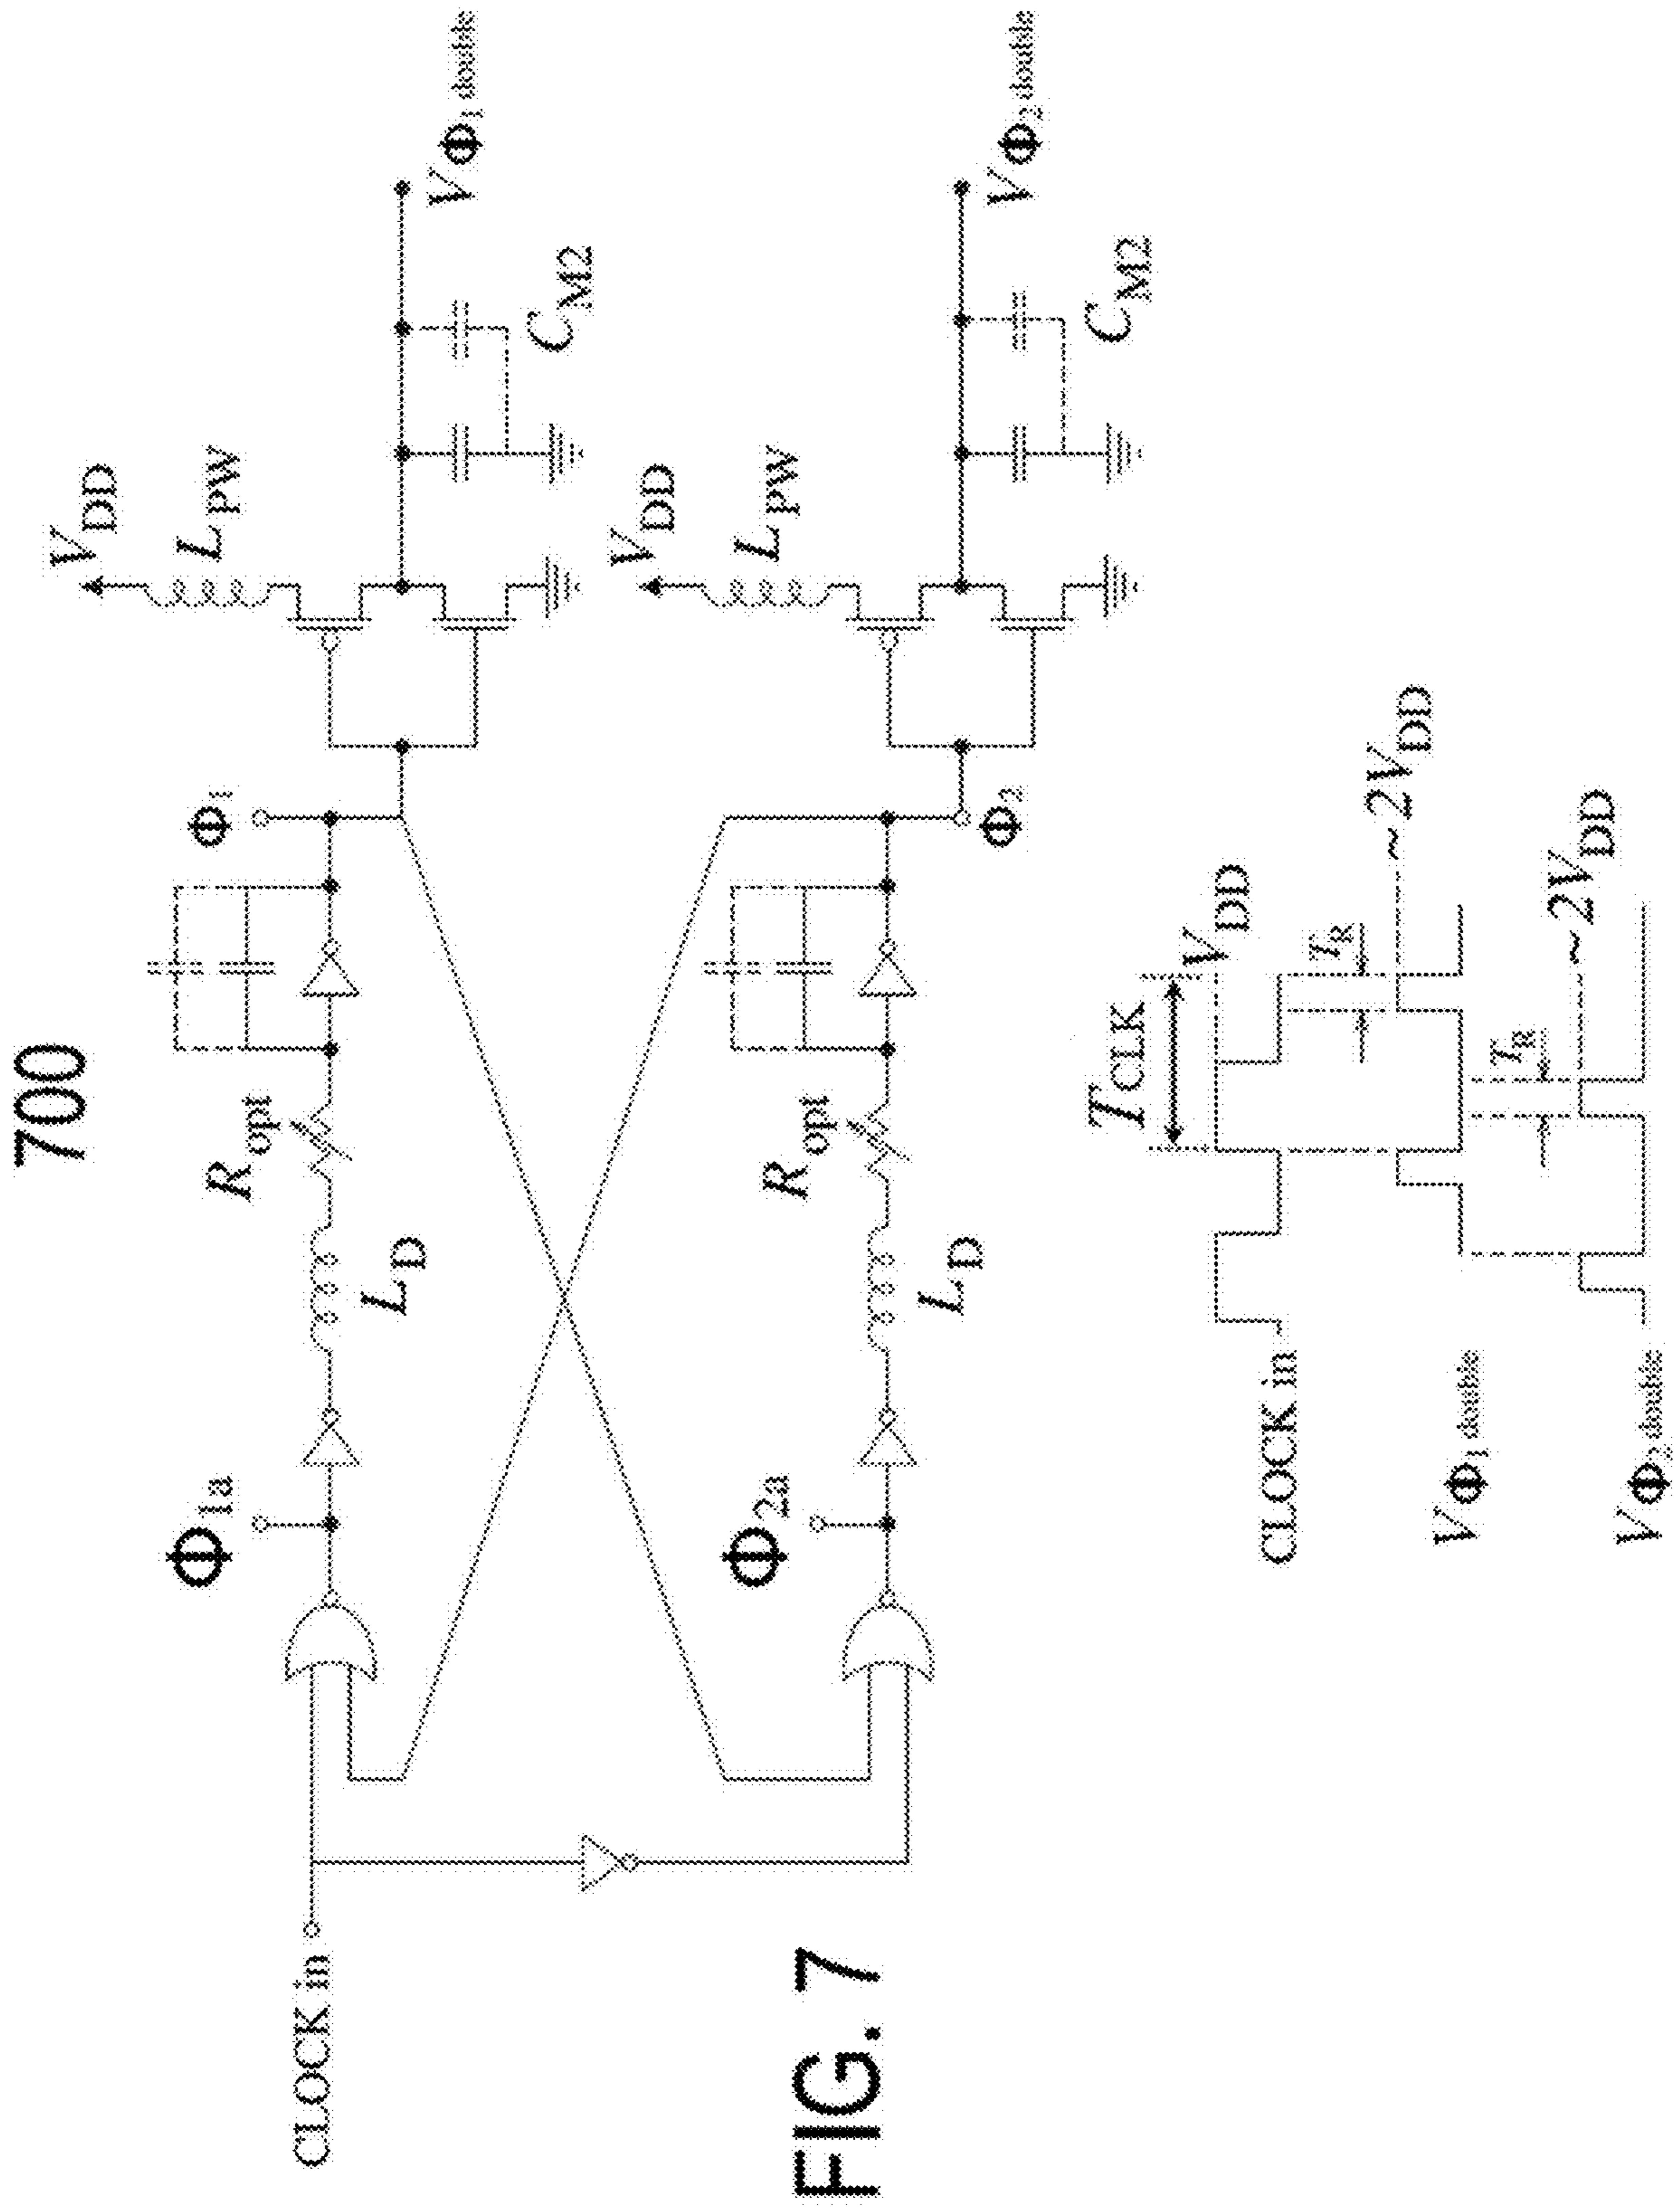 700
V_DD
L_PW
Φ_1a
L_D
R_opt
Φ_1
VΦ_1 double
C_M2
CLOCK in
V_DD
L_PW
Φ_2a
L_D
R_opt
Φ_2
VΦ_2 double
C_M2
FIG. 7
T_CLK
V_DD
CLOCK in
T_R
~2V_DD
VΦ_1 double
T_R
~2V_DD
VΦ_2 double